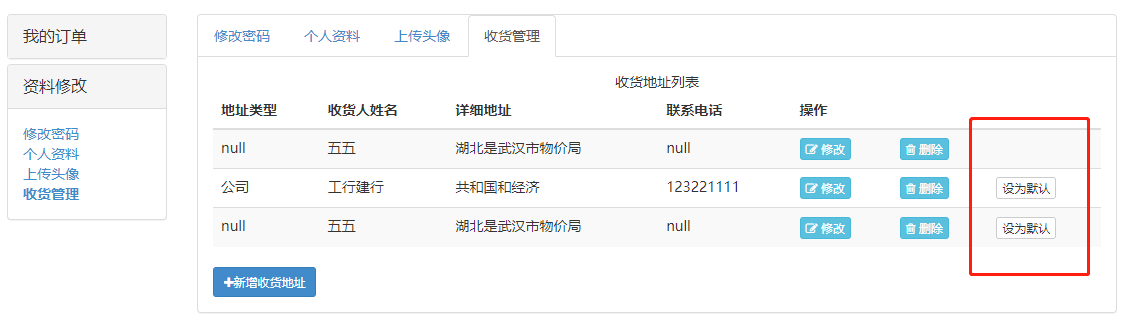 我的订单
资料修改
修改密码
个人资料
上传头像
收货管理
修改密码 个人资料 上传头像 收货管理
收货地址列表
地址类型 收货人姓名 详细地址 联系电话 操作
null 五五 湖北是武汉市物价局 null 修改 删除
公司 工行建行 共和国和经济 123221111 修改 删除 设为默认
null 五五 湖北是武汉市物价局 null 修改 删除 设为默认
+新增收货地址